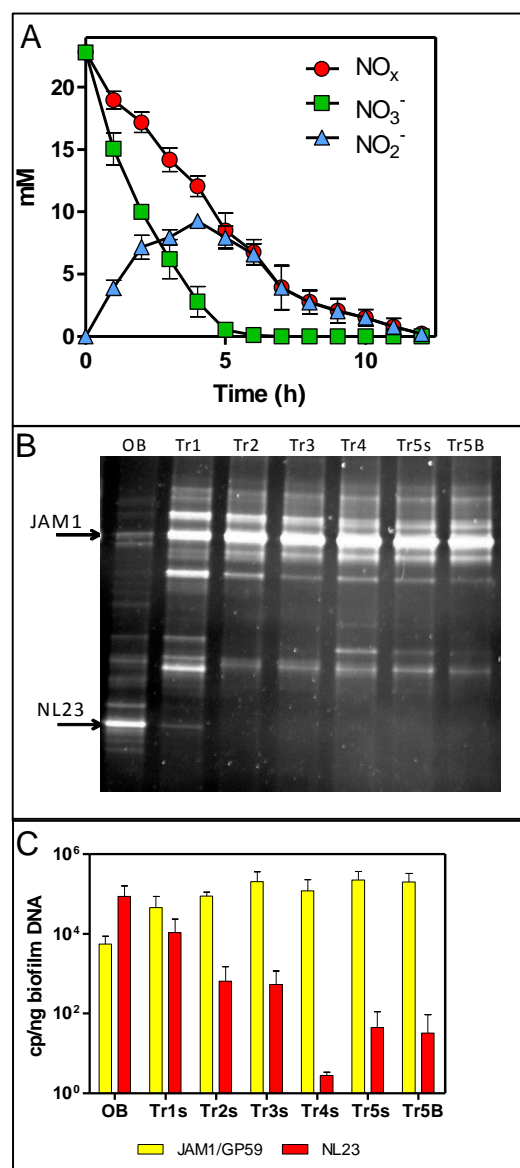 A
NOx
NO3-
NO2-
20
15
10
5
0
mM
0 5 10
Time (h)
B
OB Tr1 Tr2 Tr3 Tr4 Tr5s Tr5B
JAM1
NL23
C
10^6
10^4
10^2
10^0
cp/ng biofilm DNA
OB Tr1s Tr2s Tr3s Tr4s Tr5s Tr5B
JAM1/GP59 NL23